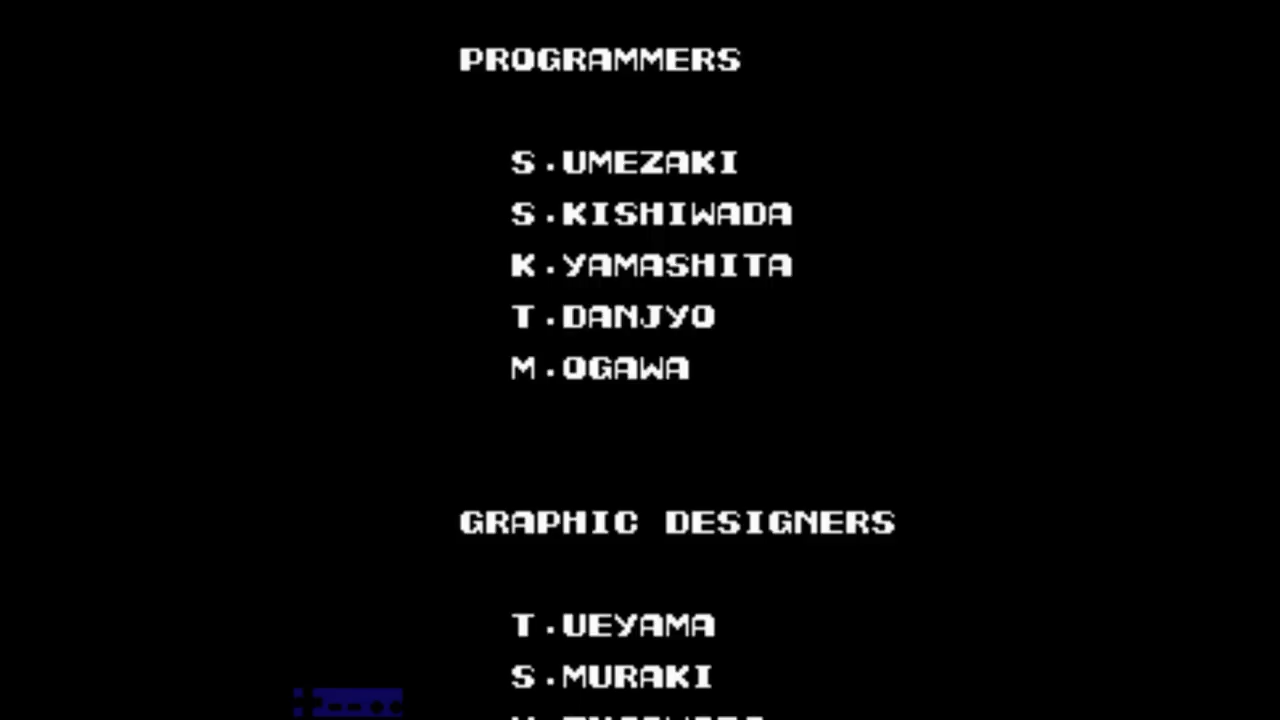 PROGRAMMERS
S.UMEZAKI
S.KISHIWADA
K.YAMASHITA
T.DANJYO
M.OGAWA
GRAPHIC DESIGNERS
T.UEYAMA
S.MURAKI